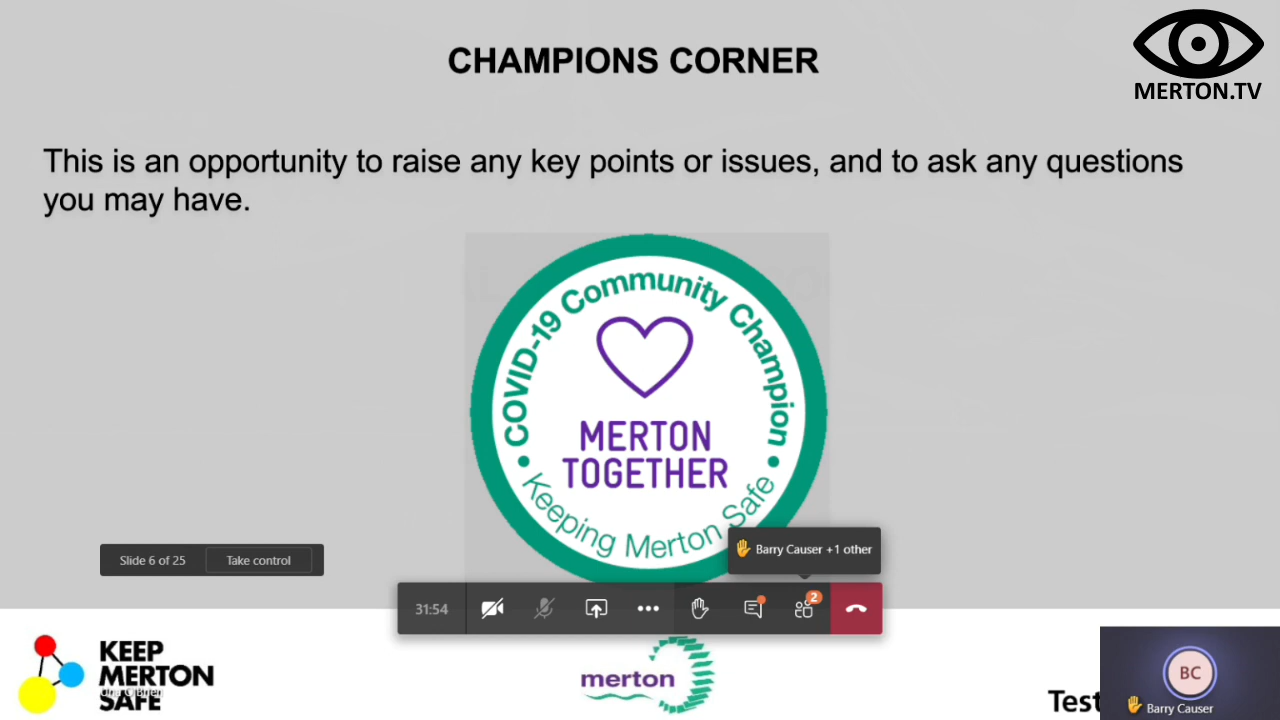 CHAMPIONS CORNER
MERTON.TV
This is an opportunity to raise any key points or issues, and to ask any questions
you may have.
COVID-19 Community Champion
MERTON
TOGETHER
Keeping Merton Safe
Barry Causer +1 other
Slide 6 of 25
Take control
31:54
2
KEEP
MERTON
SAFE
merton
Test
BC
Barry Causer